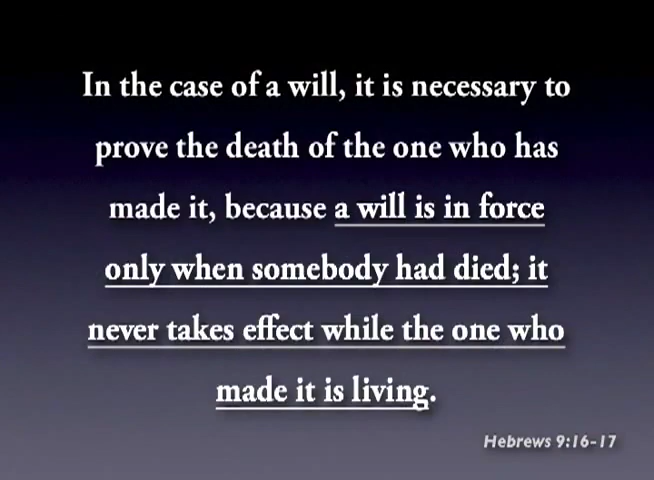 In the case of a will, it is necessary to
prove the death of the one who has
made it, because a will is in force
only when somebody had died; it
never takes effect while the one who
made it is living.
Hebrews 9:16-17